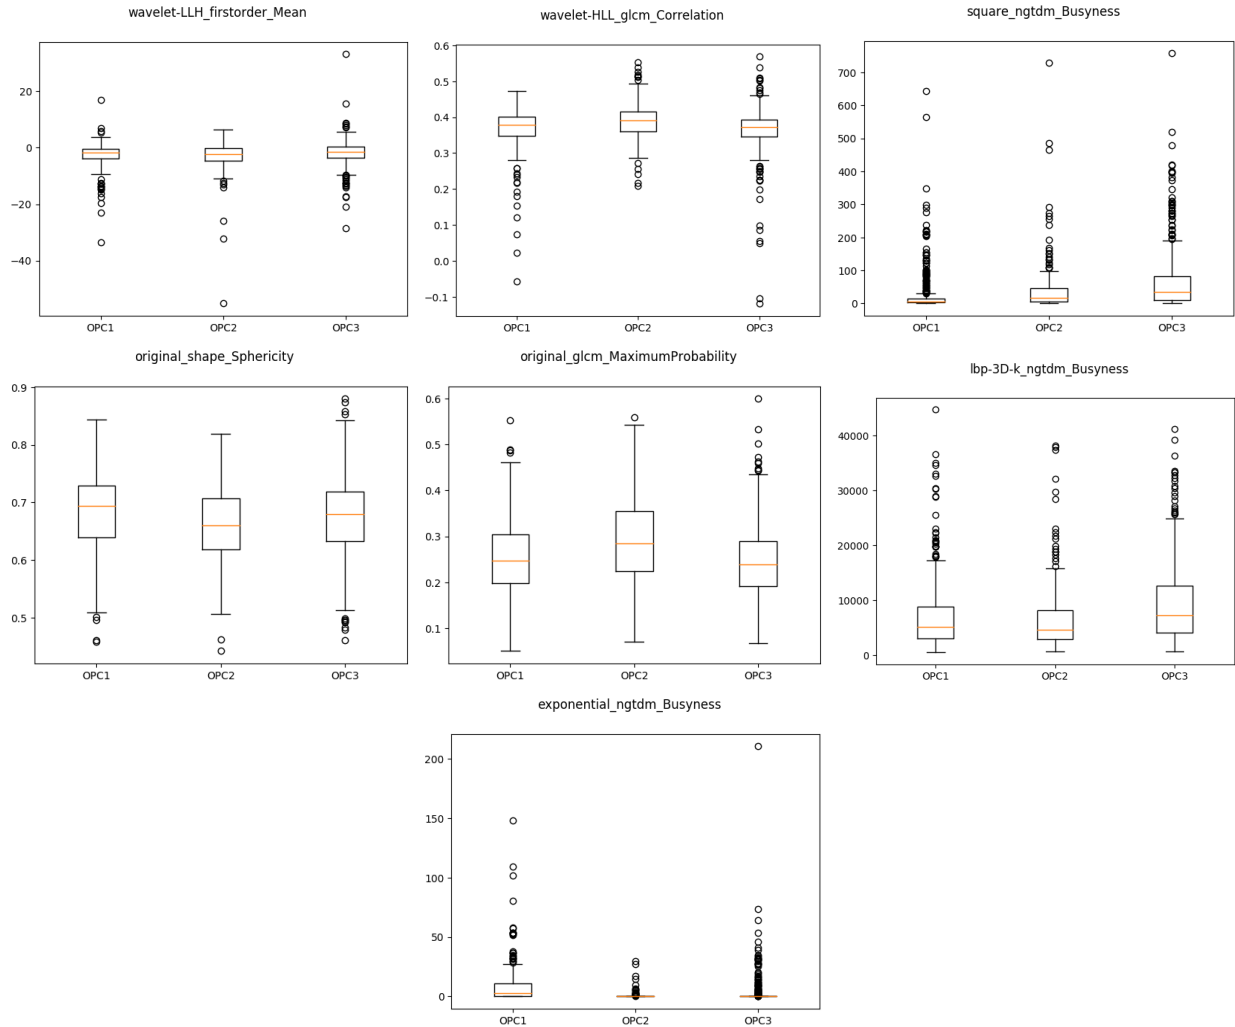 wavelet-LLH_firstorder_Mean
20
0
−20
−40
OPC1 OPC2 OPC3
wavelet-HLL_glcm_Correlation
0.6
0.5
0.4
0.3
0.2
0.1
0.0
−0.1
OPC1 OPC2 OPC3
square_ngtdm_Busyness
700
600
500
400
300
200
100
0
OPC1 OPC2 OPC3
original_shape_Sphericity
0.9
0.8
0.7
0.6
0.5
OPC1 OPC2 OPC3
original_glcm_MaximumProbability
0.6
0.5
0.4
0.3
0.2
0.1
OPC1 OPC2 OPC3
lbp-3D-k_ngtdm_Busyness
40000
30000
20000
10000
0
OPC1 OPC2 OPC3
exponential_ngtdm_Busyness
200
150
100
50
0
OPC1 OPC2 OPC3